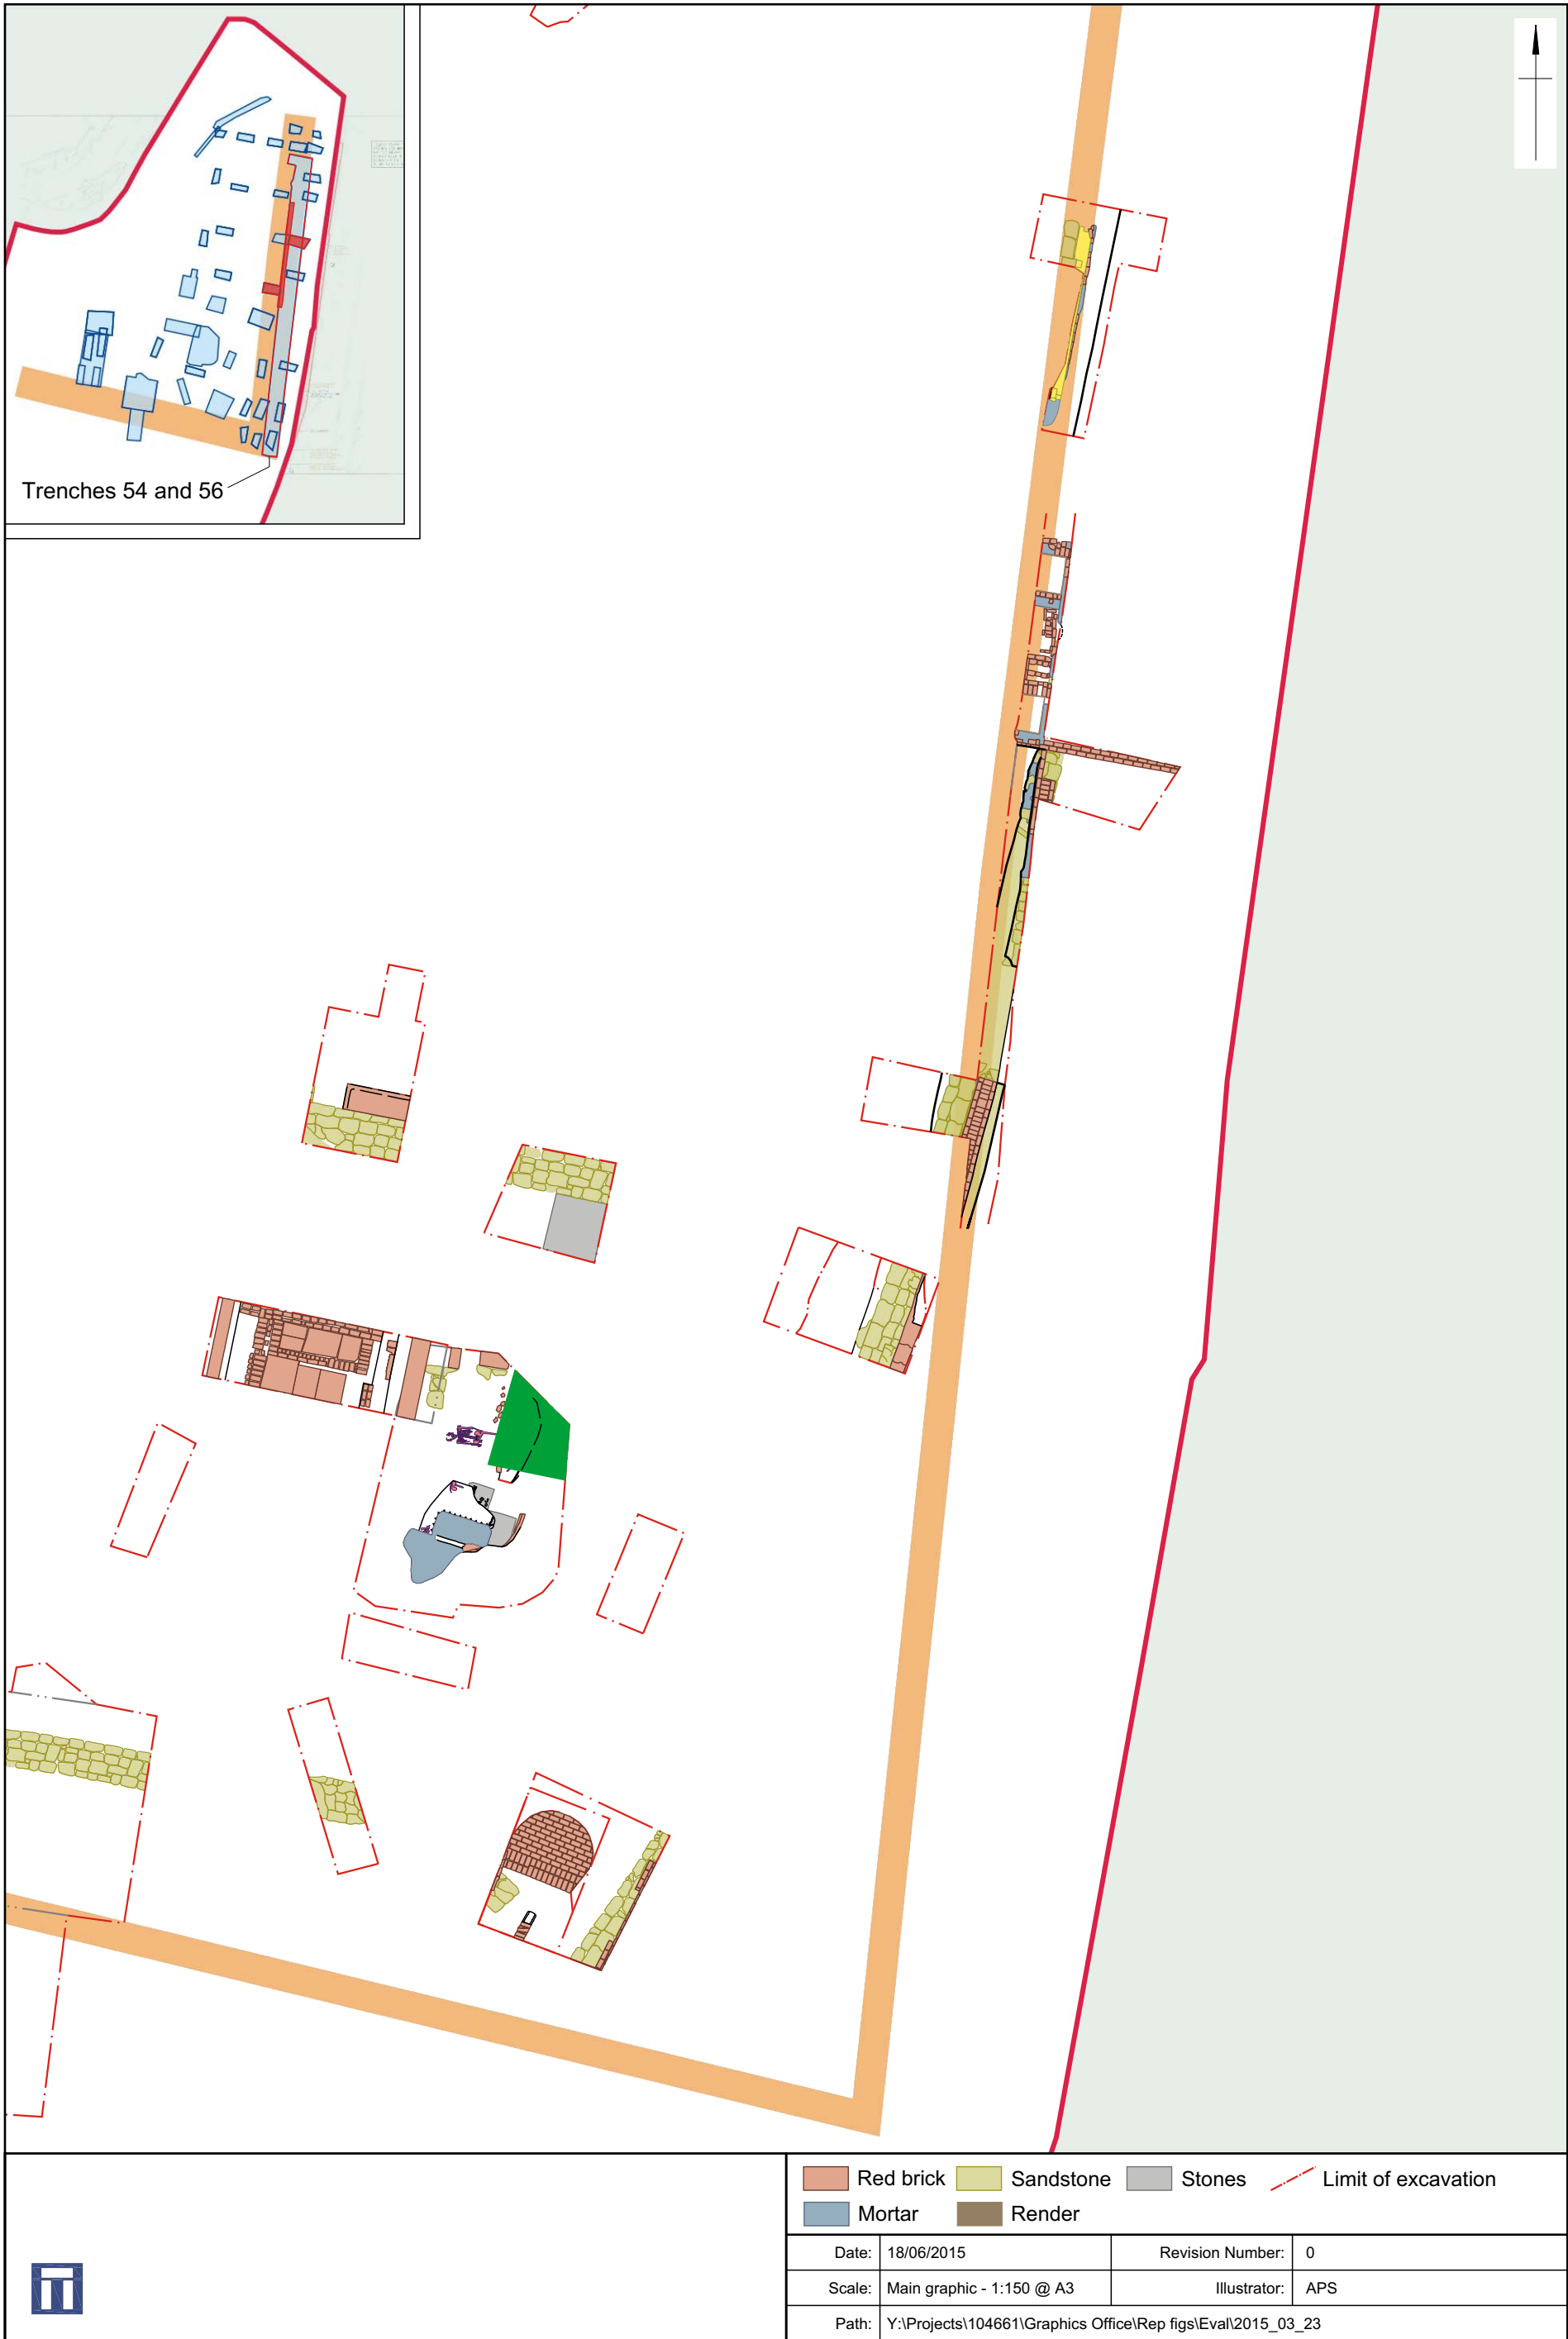 Trenches 54 and 56
Red brick Sandstone Stones Limit of excavation
Mortar Render
Date: 18/06/2015 Revision Number: 0
Scale: Main graphic - 1:150 @ A3 Illustrator: APS
Path: Y:\Projects\104661\Graphics Office\Rep figs\Eval\2015_03_23